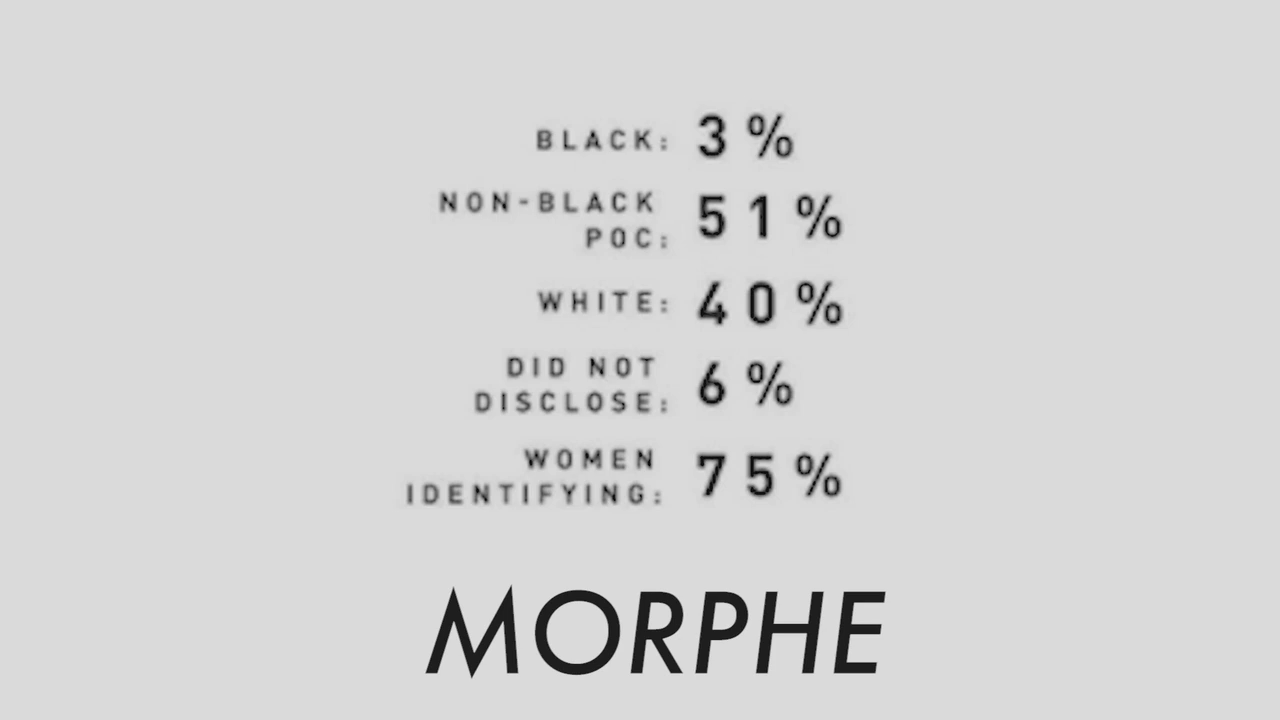 BLACK: 3%
NON-BLACK
POC: 51%
WHITE: 40%
DID NOT
DISCLOSE: 6%
WOMEN
IDENTIFYING: 75%
MORPHE